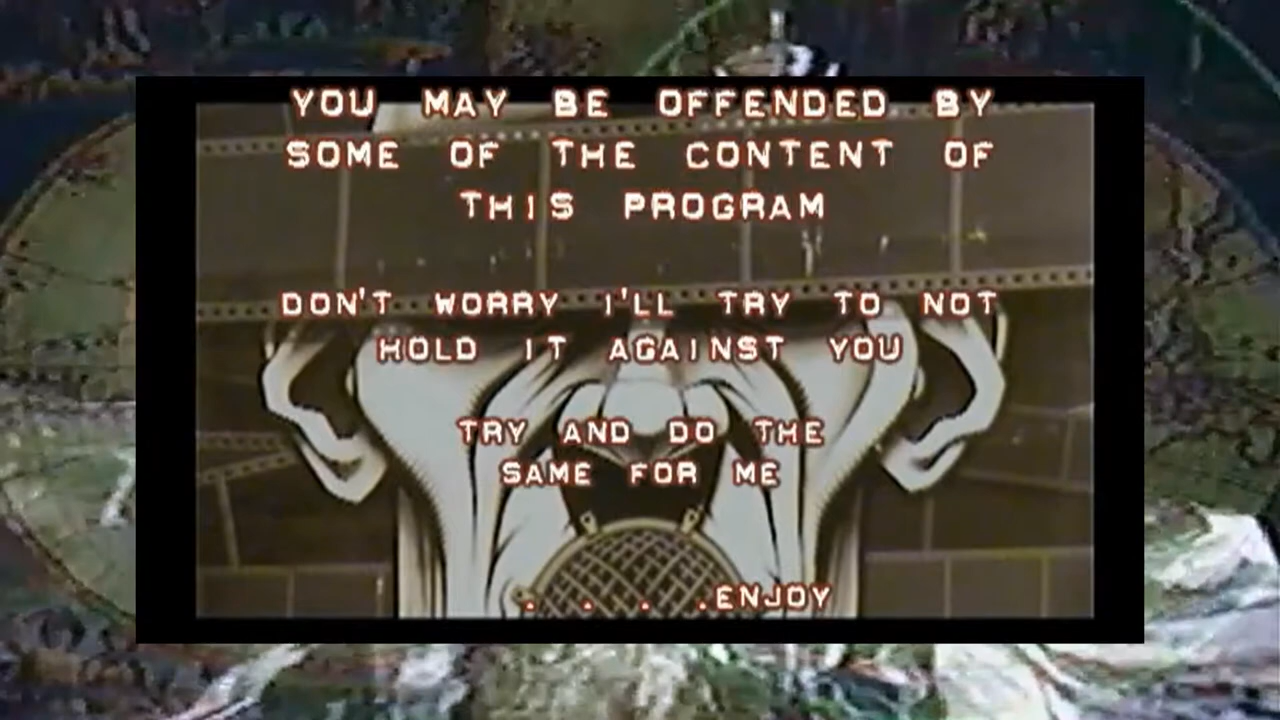 YOU MAY BE OFFENDED BY
SOME OF THE CONTENT OF
THIS PROGRAM
DON'T WORRY I'LL TRY TO NOT
HOLD IT AGAINST YOU
TRY AND DO THE
SAME FOR ME
. . . .ENJOY